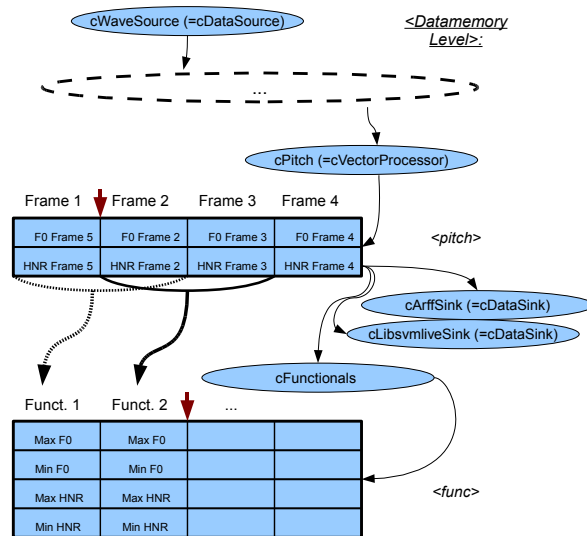 cWaveSource (=cDataSource)
<Datamemory
Level>:
...
cPitch (=cVectorProcessor)
Frame 1 Frame 2 Frame 3 Frame 4
F0 Frame 5 F0 Frame 2 F0 Frame 3 F0 Frame 4
<pitch>
HNR Frame 5 HNR Frame 2 HNR Frame 3 HNR Frame 4
cArffSink (=cDataSink)
cLibsvmliveSink (=cDataSink)
cFunctionals
Funct. 1 Funct. 2 ...
Max F0 Max F0
Min F0 Min F0
Max HNR Max HNR
<func>
Min HNR Min HNR